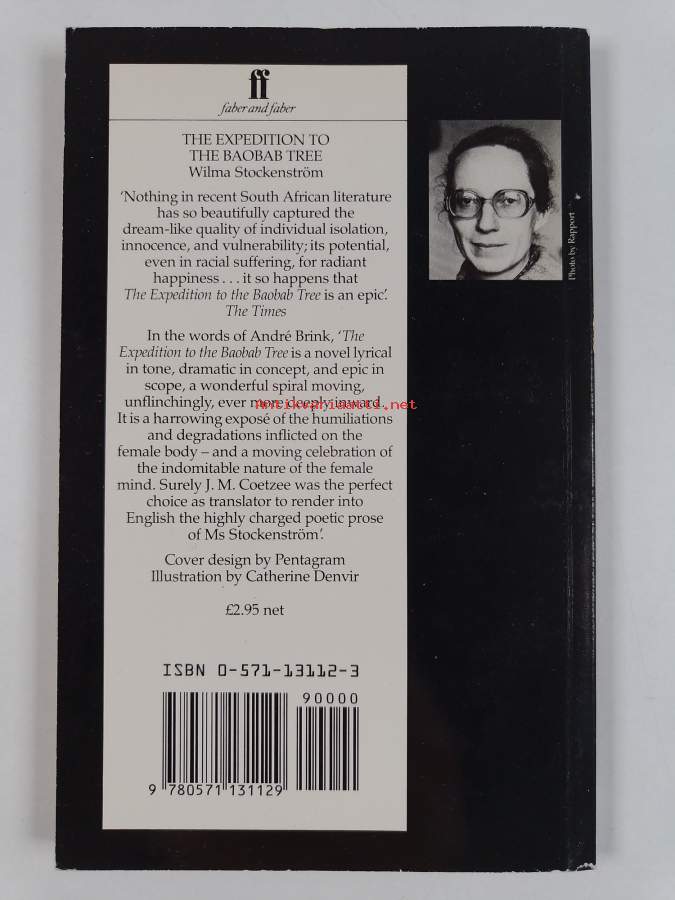 ff
faber and faber
THE EXPEDITION TO
THE BAOBAB TREE
Wilma Stockenström
‘Nothing in recent South African literature
has so beautifully captured the
dream-like quality of individual isolation,
innocence, and vulnerability; its potential,
even in racial suffering, for radiant
happiness . . . it so happens that
The Expedition to the Baobab Tree is an epic’.
The Times
In the words of André Brink, ‘The
Expedition to the Baobab Tree is a novel lyrical
in tone, dramatic in concept, and epic in
scope, a wonderful spiral moving,
unflinchingly, ever more deeply inward . . .
Antikvariaatti.net
It is a harrowing exposé of the humiliations
and degradations inflicted on the
female body – and a moving celebration of
the indomitable nature of the female
mind. Surely J. M. Coetzee was the perfect
choice as translator to render into
English the highly charged poetic prose
of Ms Stockenström’.
Cover design by Pentagram
Illustration by Catherine Denvir
£2.95 net
ISBN 0-571-13112-3
90000
9 780571 131129
Photo by Rapport